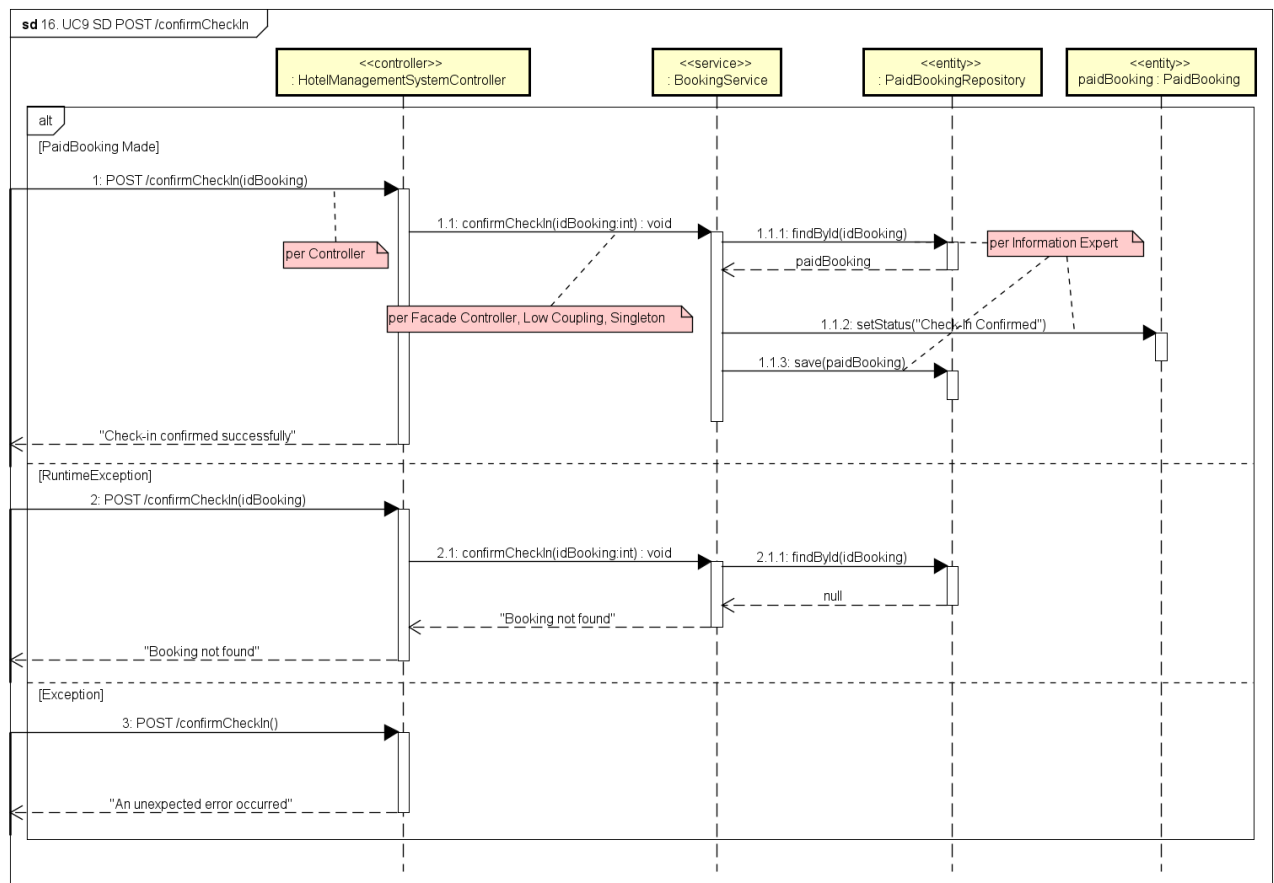 sd 16. UC9 SD POST /confirmCheckIn
<<controller>>
: HotelManagementSystemController
<<service>>
: BookingService
<<entity>>
: PaidBookingRepository
<<entity>>
paidBooking : PaidBooking
alt
[PaidBooking Made]
1: POST /confirmCheckIn(idBooking)
per Controller
1.1: confirmCheckIn(idBooking:int) : void
1.1.1: findById(idBooking)
per Information Expert
paidBooking
per Facade Controller, Low Coupling, Singleton
1.1.2: setStatus("Check-In Confirmed")
1.1.3: save(paidBooking)
"Check-in confirmed successfully"
[RuntimeException]
2: POST /confirmCheckIn(idBooking)
2.1: confirmCheckIn(idBooking:int) : void
2.1.1: findById(idBooking)
null
"Booking not found"
"Booking not found"
[Exception]
3: POST /confirmCheckIn()
"An unexpected error occurred"